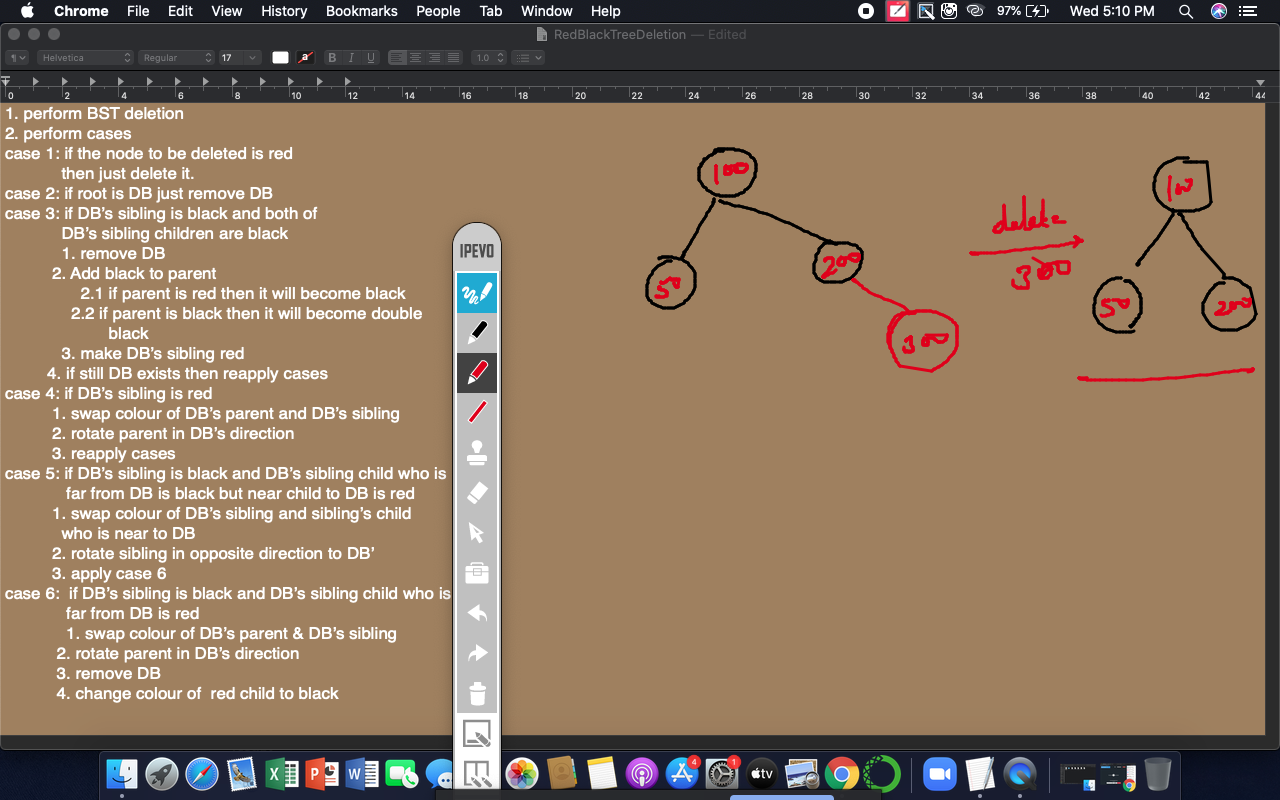 Chrome File Edit View History Bookmarks People Tab Window Help 97% Wed 5:10 PM
RedBlackTreeDeletion — Edited
¶ Helvetica Regular 17 a B I U 1.0
0 2 4 6 8 10 12 14 16 18 20 22 24 26 28 30 32 34 36 38 40 42 44
1. perform BST deletion
2. perform cases
case 1: if the node to be deleted is red
then just delete it.
case 2: if root is DB just remove DB
case 3: if DB's sibling is black and both of
DB's sibling children are black
1. remove DB
2. Add black to parent
2.1 if parent is red then it will become black
2.2 if parent is black then it will become double
black
3. make DB's sibling red
4. if still DB exists then reapply cases
case 4: if DB's sibling is red
1. swap colour of DB's parent and DB's sibling
2. rotate parent in DB's direction
3. reapply cases
case 5: if DB's sibling is black and DB's sibling child who is
far from DB is black but near child to DB is red
1. swap colour of DB's sibling and sibling's child
who is near to DB
2. rotate sibling in opposite direction to DB'
3. apply case 6
case 6: if DB's sibling is black and DB's sibling child who is
far from DB is red
1. swap colour of DB's parent & DB's sibling
2. rotate parent in DB's direction
3. remove DB
4. change colour of red child to black
IPEVO
100
50
200
300
delete
300
100
50
200
4
1
tv